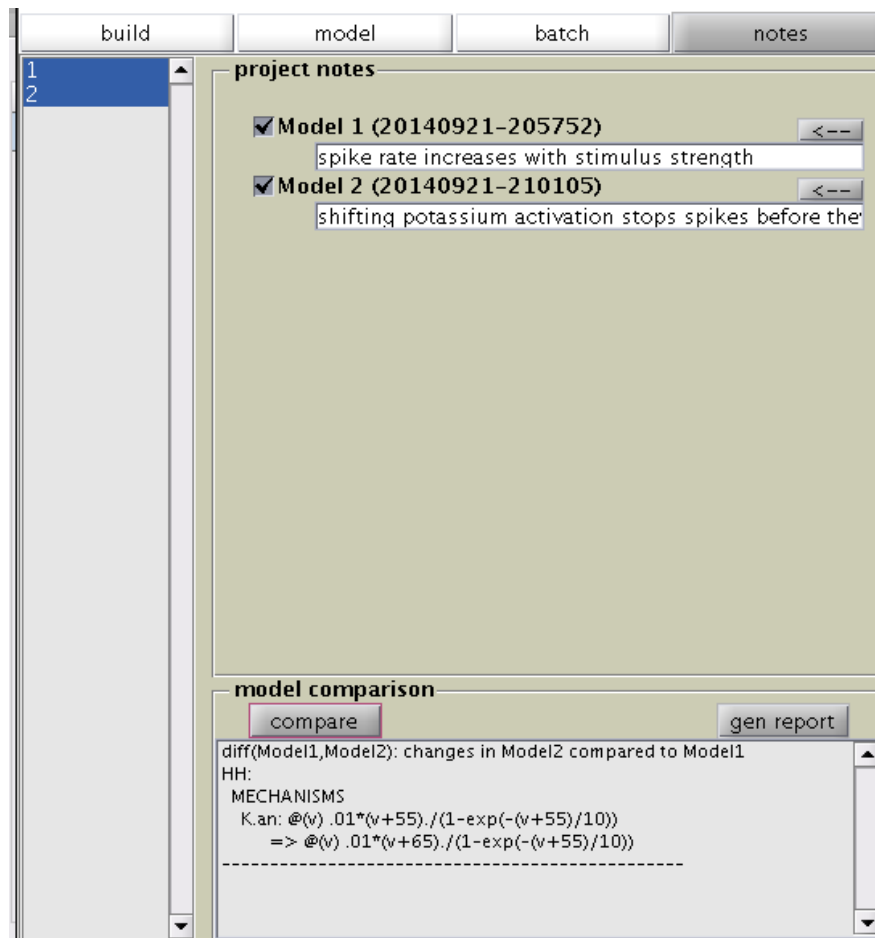 build model batch notes
1
2
project notes
Model 1 (20140921-205752)
<--
spike rate increases with stimulus strength
Model 2 (20140921-210105)
<--
shifting potassium activation stops spikes before the
model comparison
compare gen report
diff(Model1,Model2): changes in Model2 compared to Model1
HH:
MECHANISMS
K.an: @(v) .01*(v+55)./(1-exp(-(v+55)/10))
=> @(v) .01*(v+65)./(1-exp(-(v+55)/10))
------------------------------------------------